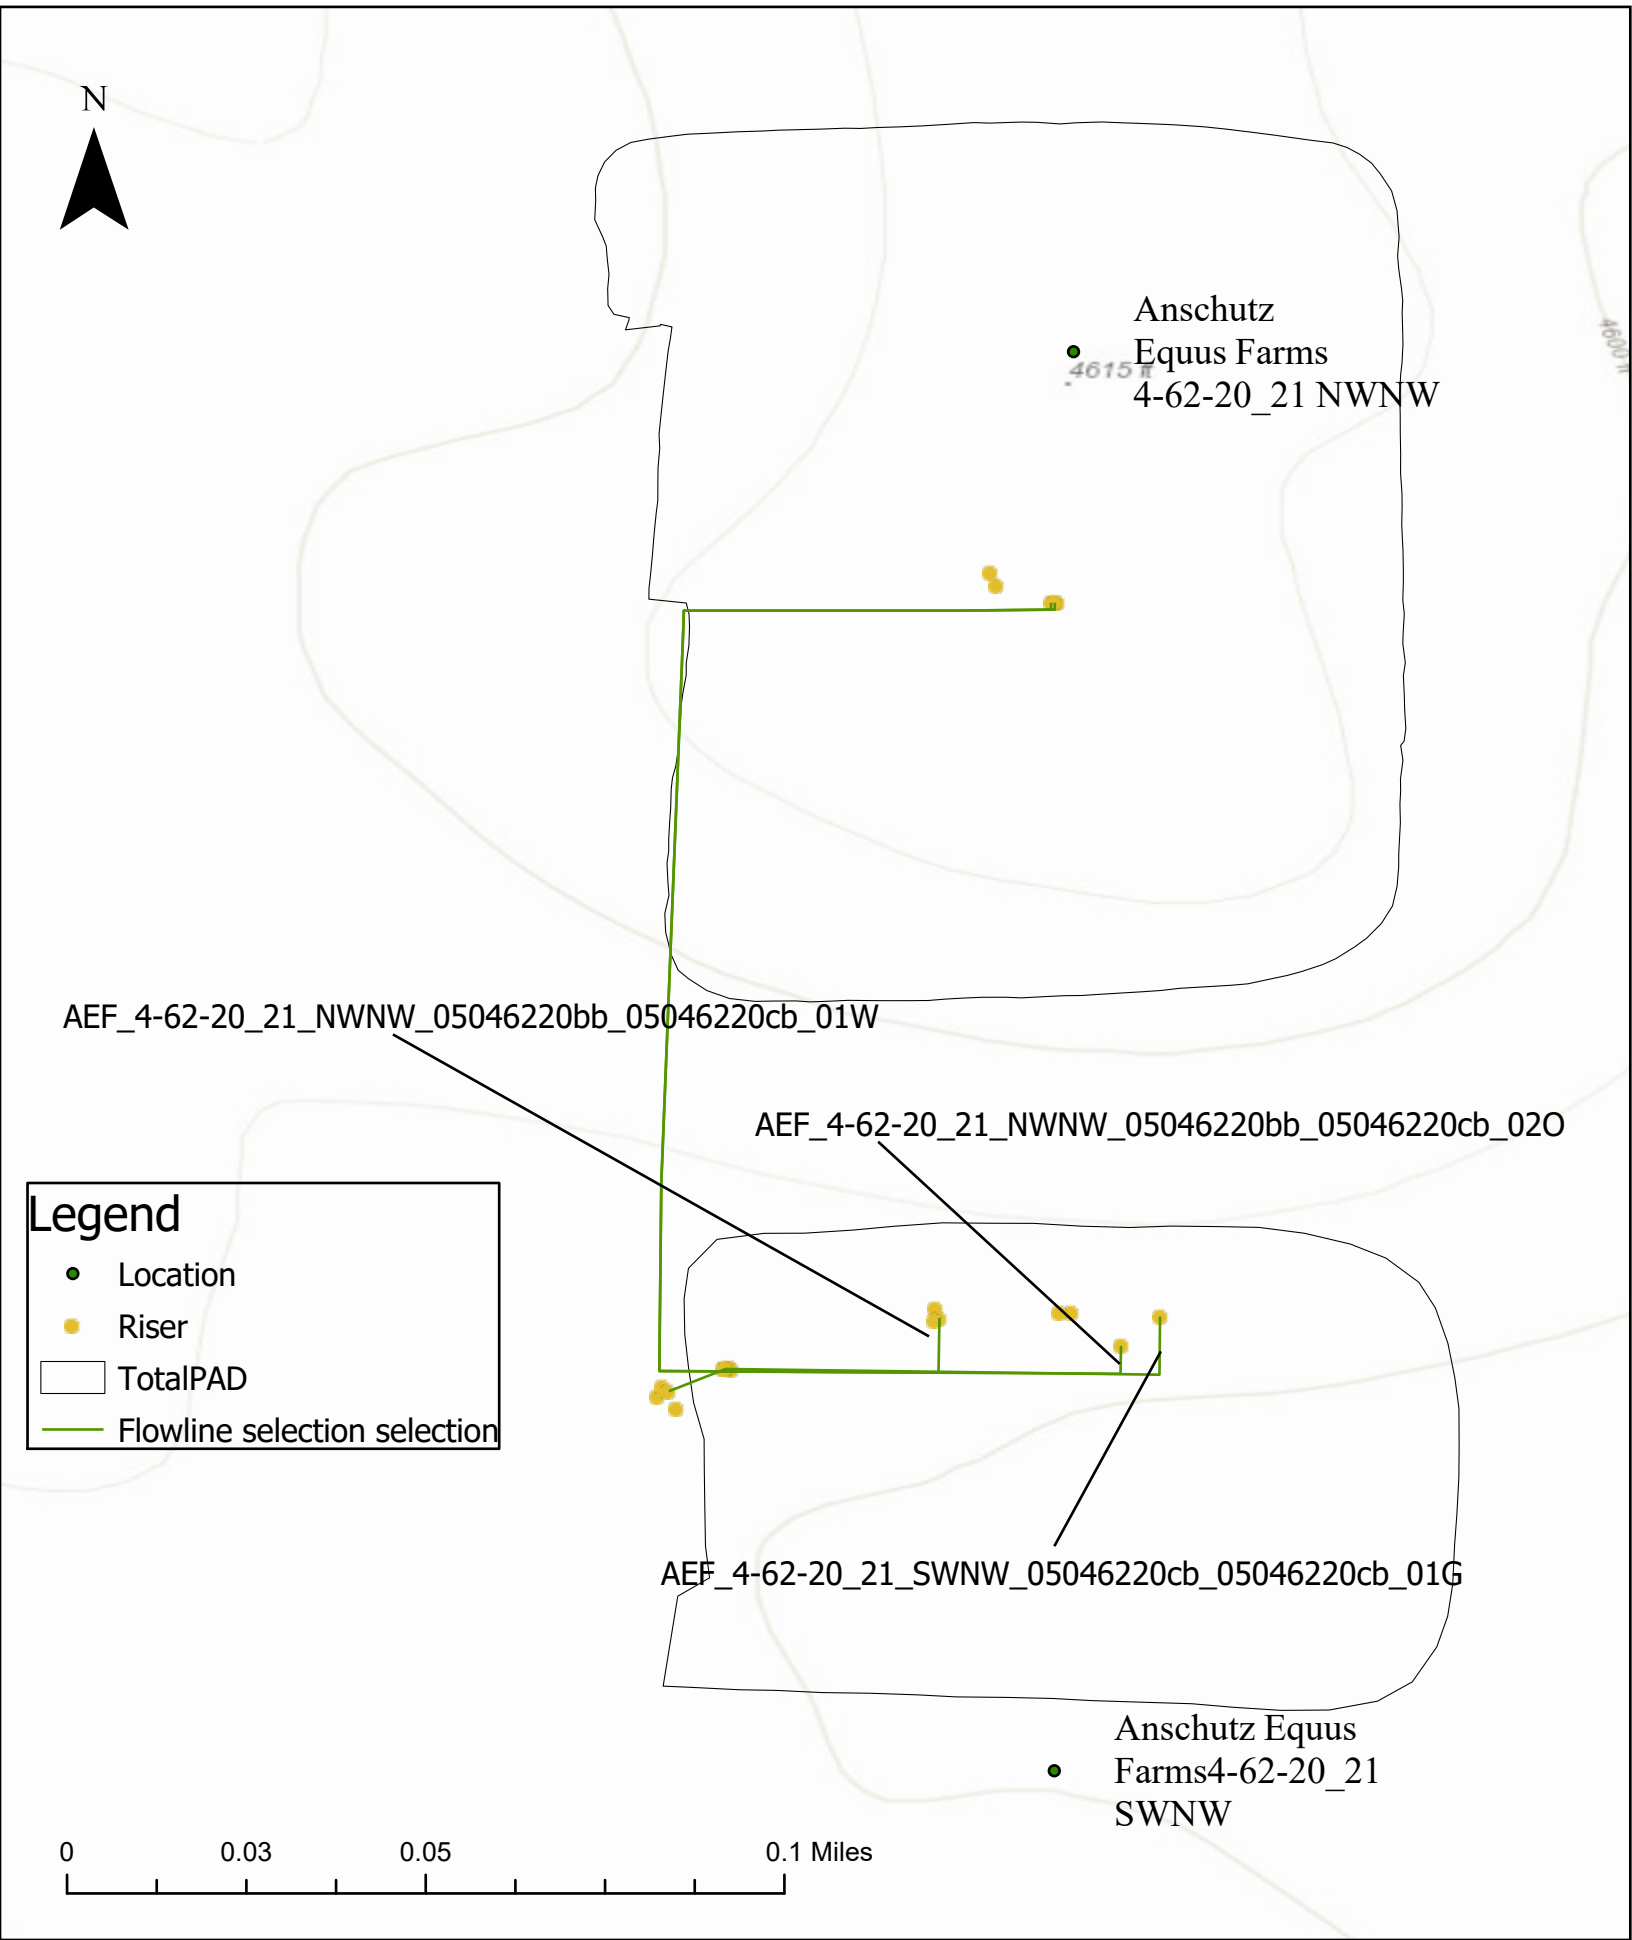 N
Anschutz
Equus Farms
4-62-20_21 NWNW
4615 ft
4600 ft
AEF_4-62-20_21_NWNW_05046220bb_05046220cb_01W
AEF_4-62-20_21_NWNW_05046220bb_05046220cb_02O
Legend
Location
Riser
TotalPAD
Flowline selection selection
AEF_4-62-20_21_SWNW_05046220cb_05046220cb_01G
Anschutz Equus
Farms4-62-20_21
SWNW
0 0.03 0.05 0.1 Miles